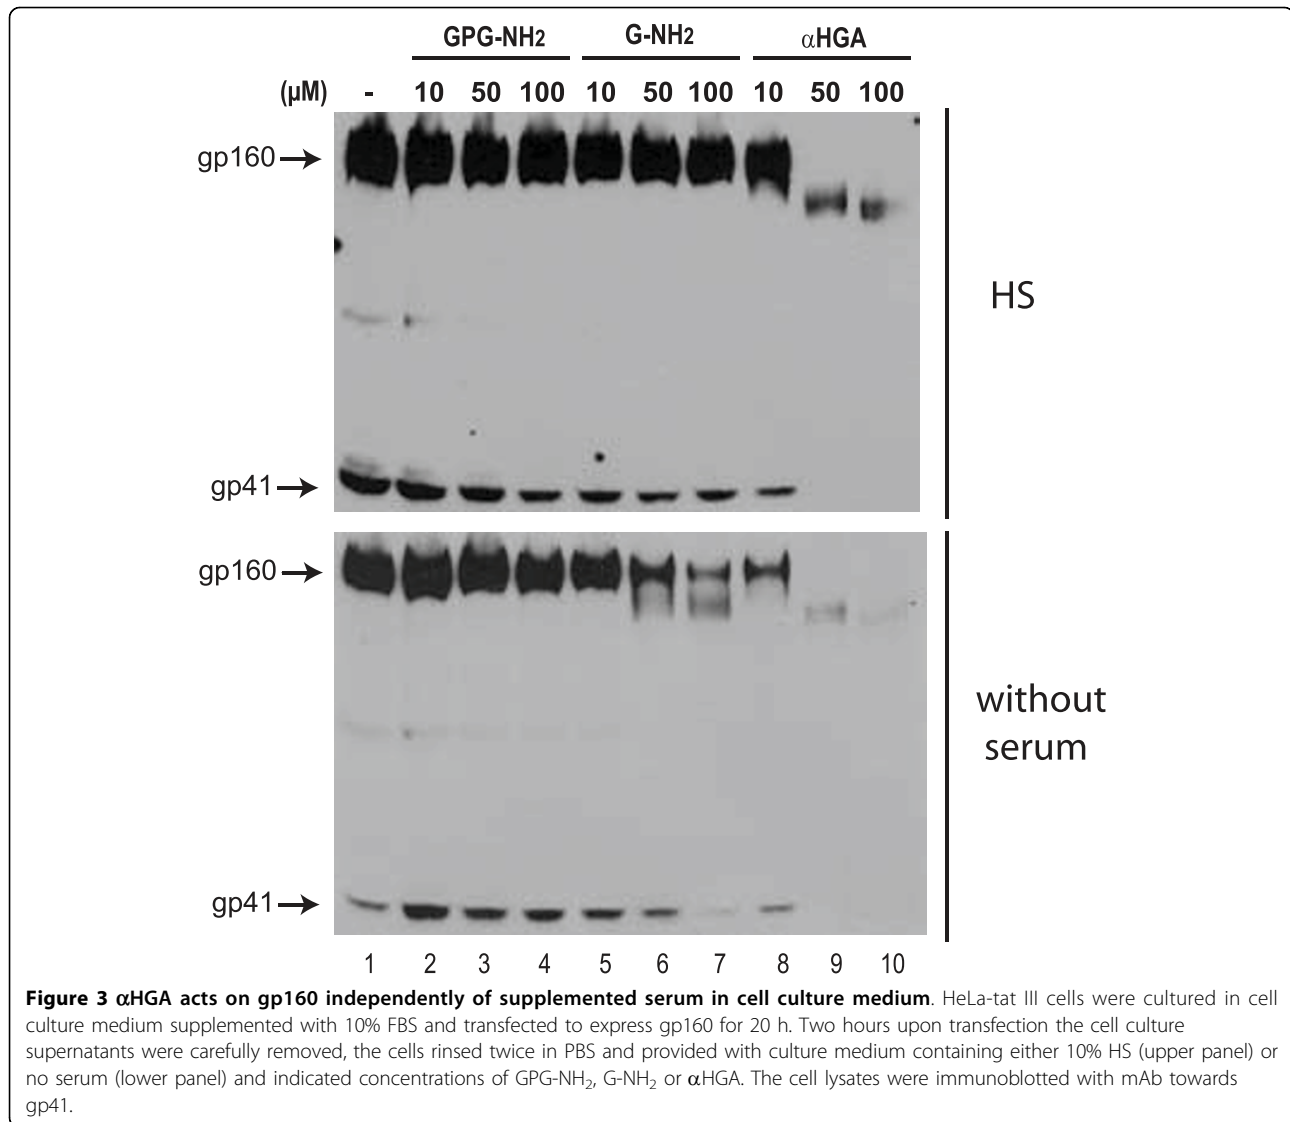 GPG-NH2 G-NH2 αHGA
(µM) - 10 50 100 10 50 100 10 50 100
gp160
HS
gp41
gp160
without
serum
gp41
1 2 3 4 5 6 7 8 9 10
Figure 3 αHGA acts on gp160 independently of supplemented serum in cell culture medium. HeLa-tat III cells were cultured in cell
culture medium supplemented with 10% FBS and transfected to express gp160 for 20 h. Two hours upon transfection the cell culture
supernatants were carefully removed, the cells rinsed twice in PBS and provided with culture medium containing either 10% HS (upper panel) or
no serum (lower panel) and indicated concentrations of GPG-NH2, G-NH2 or αHGA. The cell lysates were immunoblotted with mAb towards
gp41.